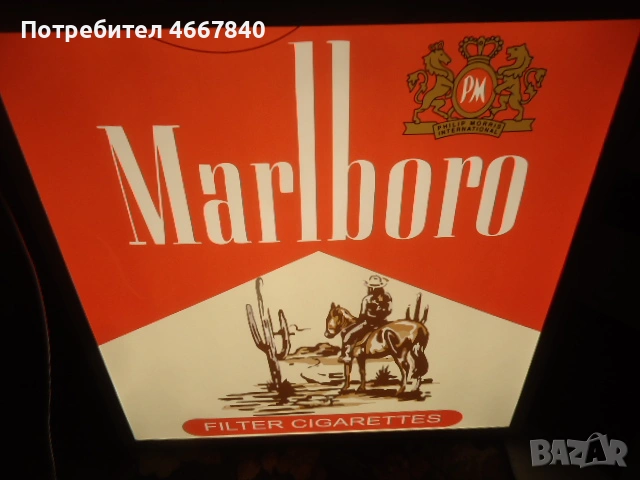 Потребител 4667840
PM
PHILIP MORRIS
INTERNATIONAL
Marlboro
FILTER CIGARETTES
BAZAR